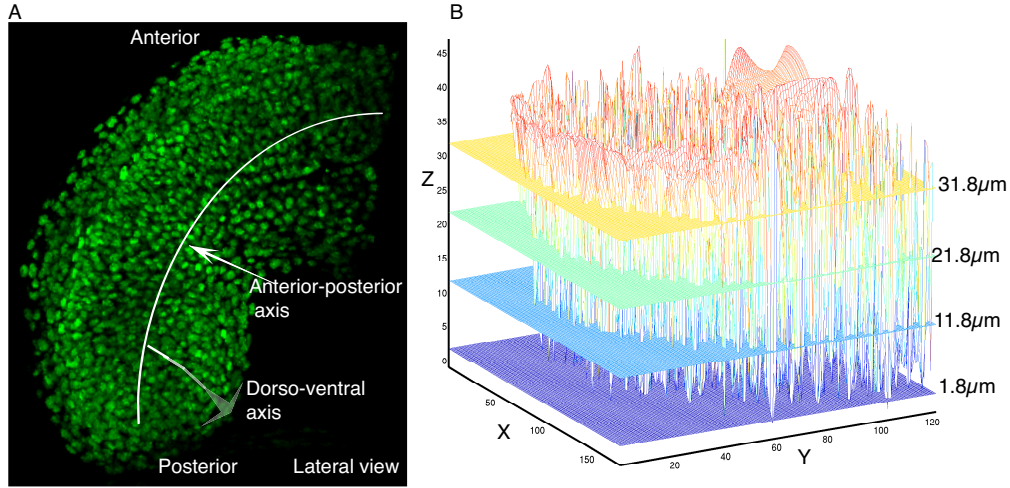 A
Anterior
Anterior-posterior
axis
Dorso-ventral
axis
Posterior
Lateral view
B
45
40
35
30
25
20
15
10
5
0
Z
31.8µm
21.8µm
11.8µm
1.8µm
50
100
150
X
20
40
60
80
100
120
Y